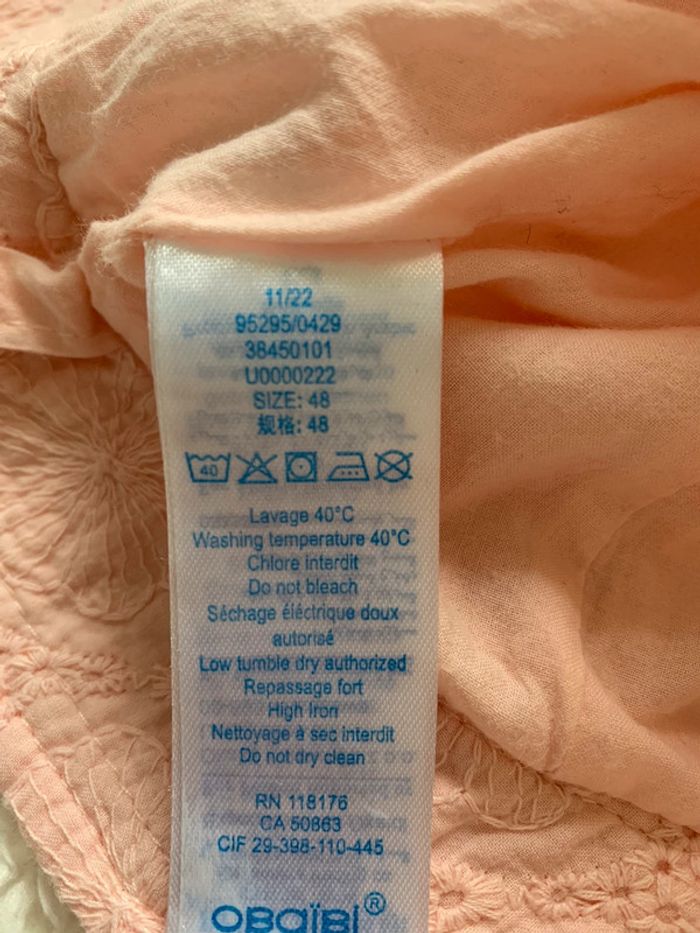 11/22
95295/0429
38450101
U0000222
SIZE: 48
规格: 48
40
Lavage 40°C
Washing temperature 40°C
Chlore interdit
Do not bleach
Séchage éléctrique doux
autorisé
Low tumble dry authorized
Repassage fort
High Iron
Nettoyage à sec interdit
Do not dry clean
RN 118176
CA 50863
CIF 29-398-110-445
OBaïBi®